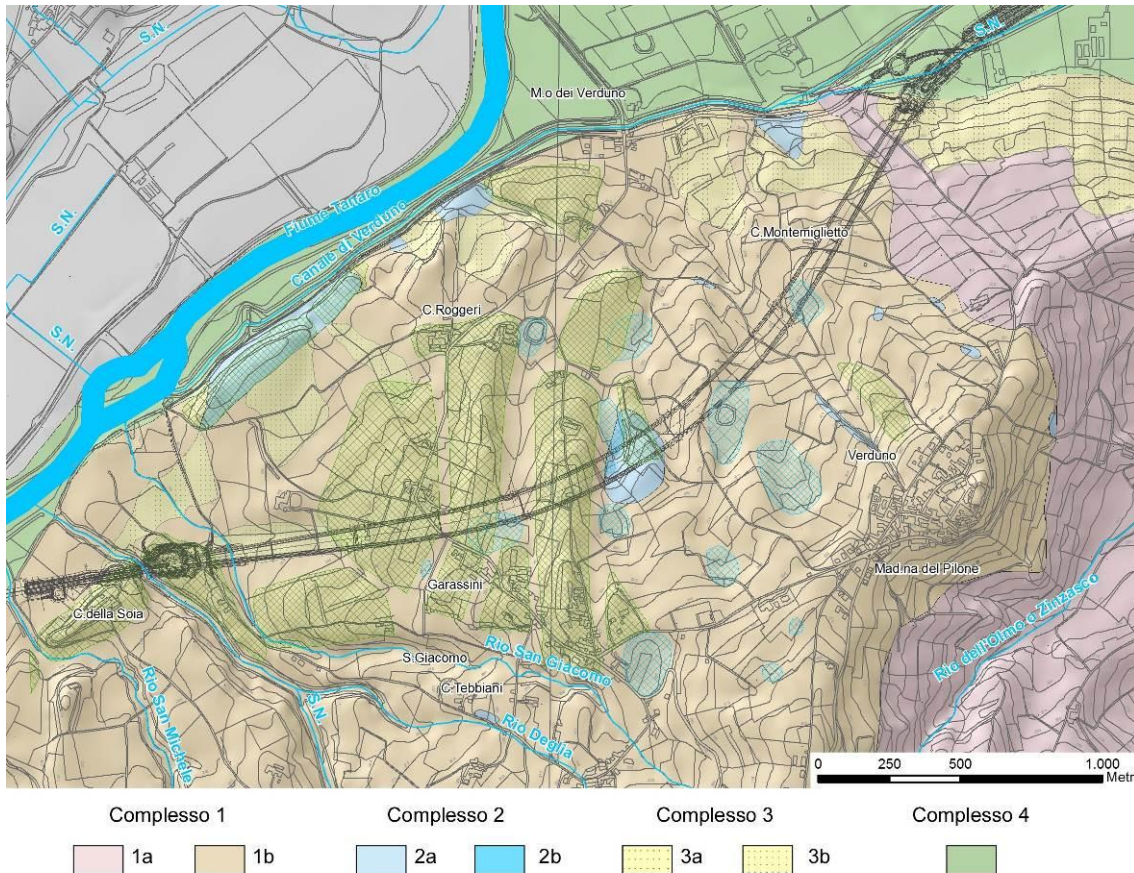 S.N.
S.N.
M.o dei Verduno
Fiume Tanaro
Canale di Verduno
S.N.
C.Montemiglietto
C.Roggeri
S.N.
Verduno
Mad.na del Pilone
Garassini
C.della Soia
Rio San Giacomo
S.Giacomo
C.Tebbiani
Rio dell'Olmo o Zinzasco
Rio San Michele
S.N.
Rio Deglia
0 250 500 1.000
Metr
Complesso 1 Complesso 2 Complesso 3 Complesso 4
1a 1b 2a 2b 3a 3b